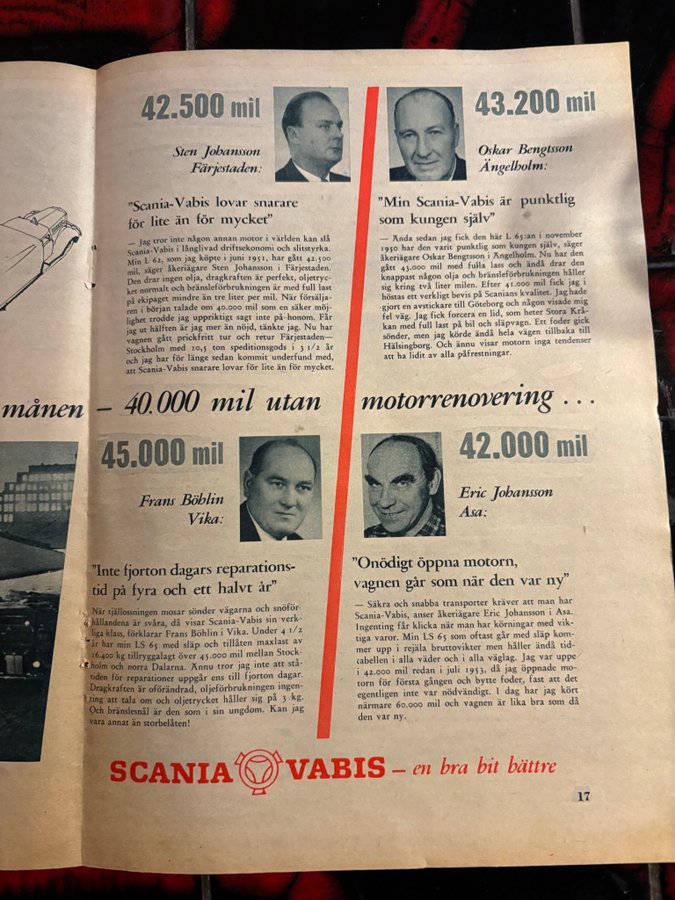 42.500 mil
Sten Johansson
Färjestaden:
"Scania-Vabis lovar snarare
för lite än för mycket"
— Jag tror inte någon annan motor i världen kan slå
Scania-Vabis i långlivad driftsekonomi och slitstyrka.
Min L 62, som jag köpte i juni 1951, har gått 42.500
mil, säger åkeriägare Sten Johansson i Färjestaden.
Den drar ingen olja, dragkraften är perfekt, oljetryc-
ket normalt och bränsleförbrukningen är med full last
på ekipaget mindre än tre liter per mil. När försälja-
ren i början talade om 40.000 mil som en säker möj-
lighet trodde jag uppriktigt sagt inte på honom. Får
jag ut hälften är jag mer än nöjd, tänkte jag. Nu har
vagnen gått prickfritt tur och retur Färjestaden—
Stockholm med 10,5 ton speditionsgods i 3 1/2 år
och jag har för länge sedan kommit underfund med,
att Scania-Vabis snarare lovar för lite än för mycket.
43.200 mil
Oskar Bengtsson
Ängelholm:
"Min Scania-Vabis är punktlig
som kungen själv"
— Ända sedan jag fick den här L 65:an i november
1950 har den varit punktlig som kungen själv, säger
åkeriägare Oskar Bengtsson i Ängelholm. Nu har den
gått 43.000 mil med fulla lass och ändå drar den
knappast någon olja och bränsleförbrukningen håller
sig kring två liter milen. Efter 41.000 mil fick jag i
höstas ett verkligt bevis på Scanians kvalitet. Jag hade
gjort en avstickare till Göteborg och någon visade mig
fel väg. Jag fick forcera en lid, som heter Stora Krå-
kan med full last på bil och släpvagn. Ett foder gick
sönder, men jag körde ändå hela vägen tillbaka till
Hälsingborg. Och ännu visar motorn inga tendenser
att ha lidit av alla påfrestningar.
månen – 40.000 mil utan motorrenovering . . .
45.000 mil
Frans Böhlin
Vika:
"Inte fjorton dagars reparations-
tid på fyra och ett halvt år"
När tjällossningen mosar sönder vägarna och snöför-
hållandena är svåra, då visar Scania-Vabis sin verk-
liga klass, förklarar Frans Böhlin i Vika. Under 4 1/2
år har min LS 65 med släp och tillåten maxlast av
16.400 kg tillryggalagt över 45.000 mil mellan Stock-
holm och norra Dalarna. Ännu tror jag inte att stå-
tiden för reparationer uppgår ens till fjorton dagar.
Dragkraften är oförändrad, oljeförbrukningen ingen-
ting att tala om och oljetrycket håller sig på 3 kg.
Och bränslesnål är den som i sin ungdom. Kan jag
vara annat än storbelåten!
42.000 mil
Eric Johansson
Asa:
"Onödigt öppna motorn,
vagnen går som när den var ny"
— Säkra och snabba transporter kräver att man har
Scania-Vabis, anser åkeriägare Eric Johansson i Asa.
Ingenting får klicka när man har körningar med vik-
tiga varor. Min LS 65 som oftast går med släp kom-
mer upp i rejäla bruttovikter men håller ändå tid-
tabellen i alla väder och i alla väglag. Jag var uppe
i 42.000 mil redan i juli 1953, då jag öppnade mo-
torn för första gången och bytte foder, fast att det
egentligen inte var nödvändigt. I dag har jag kört
närmare 60.000 mil och vagnen är lika bra som då
den var ny.
SCANIA VABIS – en bra bit bättre
17